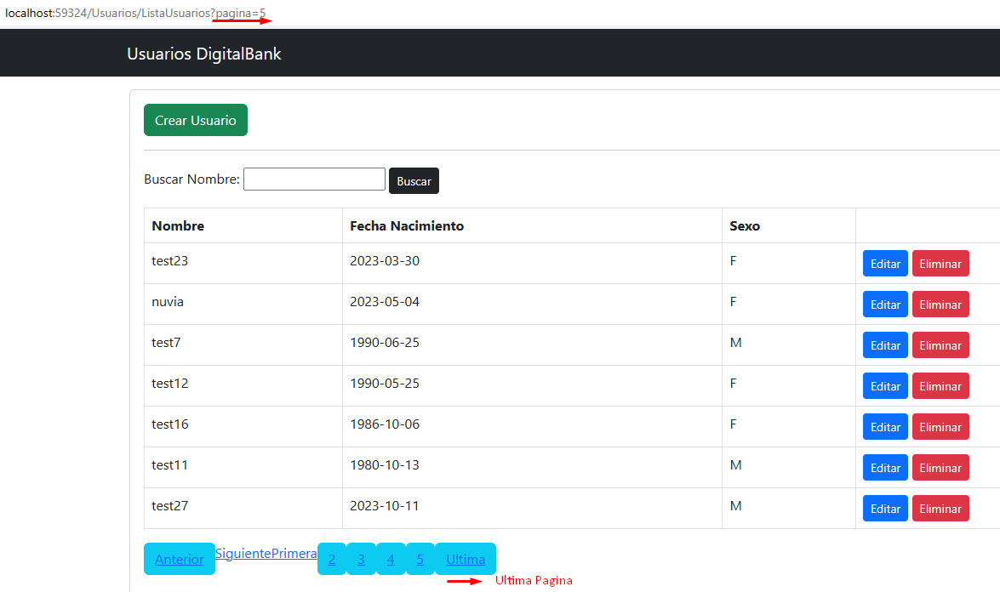 localhost:59324/Usuarios/ListaUsuarios?pagina=5
Usuarios DigitalBank
Crear Usuario
Buscar Nombre: Buscar
Nombre Fecha Nacimiento Sexo
test23 2023-03-30 F Editar Eliminar
nuvia 2023-05-04 F Editar Eliminar
test7 1990-06-25 M Editar Eliminar
test12 1990-05-25 F Editar Eliminar
test16 1986-10-06 F Editar Eliminar
test11 1980-10-13 M Editar Eliminar
test27 2023-10-11 M Editar Eliminar
Anterior SiguientePrimera 2 3 4 5 Ultima
Ultima Pagina